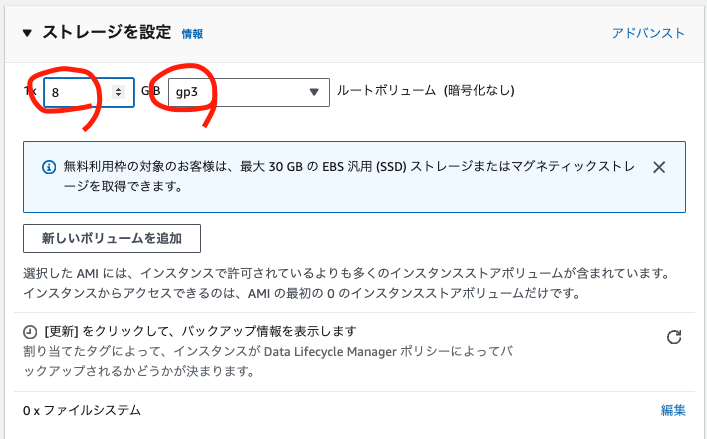 ▼ ストレージを設定 情報 アドバンスト
1x 8 GiB gp3 ▼ ルートボリューム (暗号化なし)
無料利用枠の対象のお客様は、最大 30 GB の EBS 汎用 (SSD) ストレージまたはマグネティックストレ
ージを取得できます。
新しいボリュームを追加
選択した AMI には、インスタンスで許可されているよりも多くのインスタンスストアボリュームが含まれています。
インスタンスからアクセスできるのは、AMI の最初の 0 のインスタンスストアボリュームだけです。
[更新] をクリックして、バックアップ情報を表示します
割り当てたタグによって、インスタンスが Data Lifecycle Manager ポリシーによってバ
ックアップされるかどうかが決まります。
0 x ファイルシステム 編集